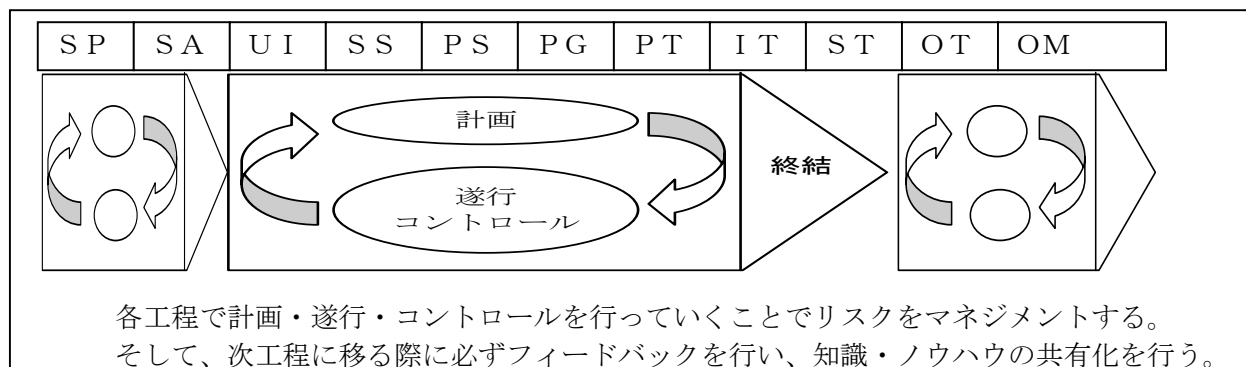 ＳＰ ＳＡ ＵＩ ＳＳ ＰＳ ＰＧ ＰＴ ＩＴ ＳＴ ＯＴ ＯＭ
計画
終結
遂行
コントロール
各工程で計画・遂行・コントロールを行っていくことでリスクをマネジメントする。
そして、次工程に移る際に必ずフィードバックを行い、知識・ノウハウの共有化を行う。